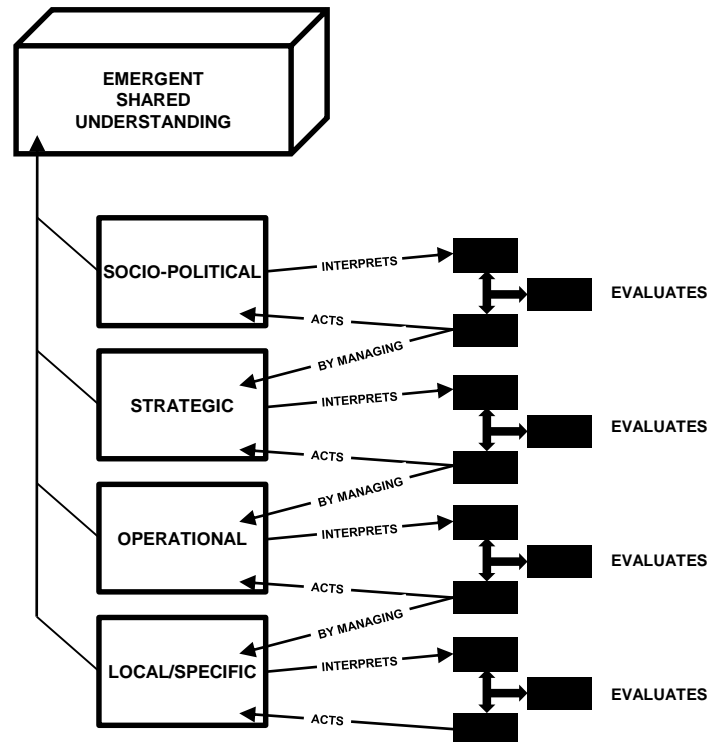 EMERGENT
SHARED
UNDERSTANDING
SOCIO-POLITICAL
INTERPRETS
EVALUATES
ACTS
BY MANAGING
STRATEGIC
INTERPRETS
EVALUATES
ACTS
BY MANAGING
OPERATIONAL
INTERPRETS
EVALUATES
ACTS
BY MANAGING
LOCAL/SPECIFIC
INTERPRETS
EVALUATES
ACTS